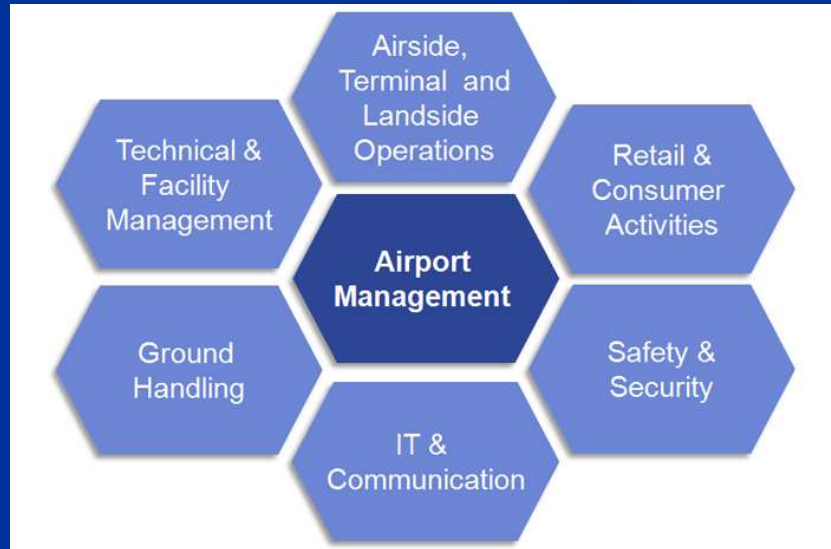 Airside,
Terminal and
Landside
Operations
Technical &
Facility
Management
Retail &
Consumer
Activities
Airport
Management
Ground
Handling
Safety &
Security
IT &
Communication